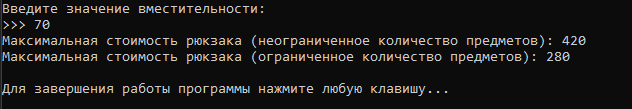 Введите значение вместительности:
>>> 70
Максимальная стоимость рюкзака (неограниченное количество предметов): 420
Максимальная стоимость рюкзака (ограниченное количество предметов): 280
Для завершения работы программы нажмите любую клавишу...